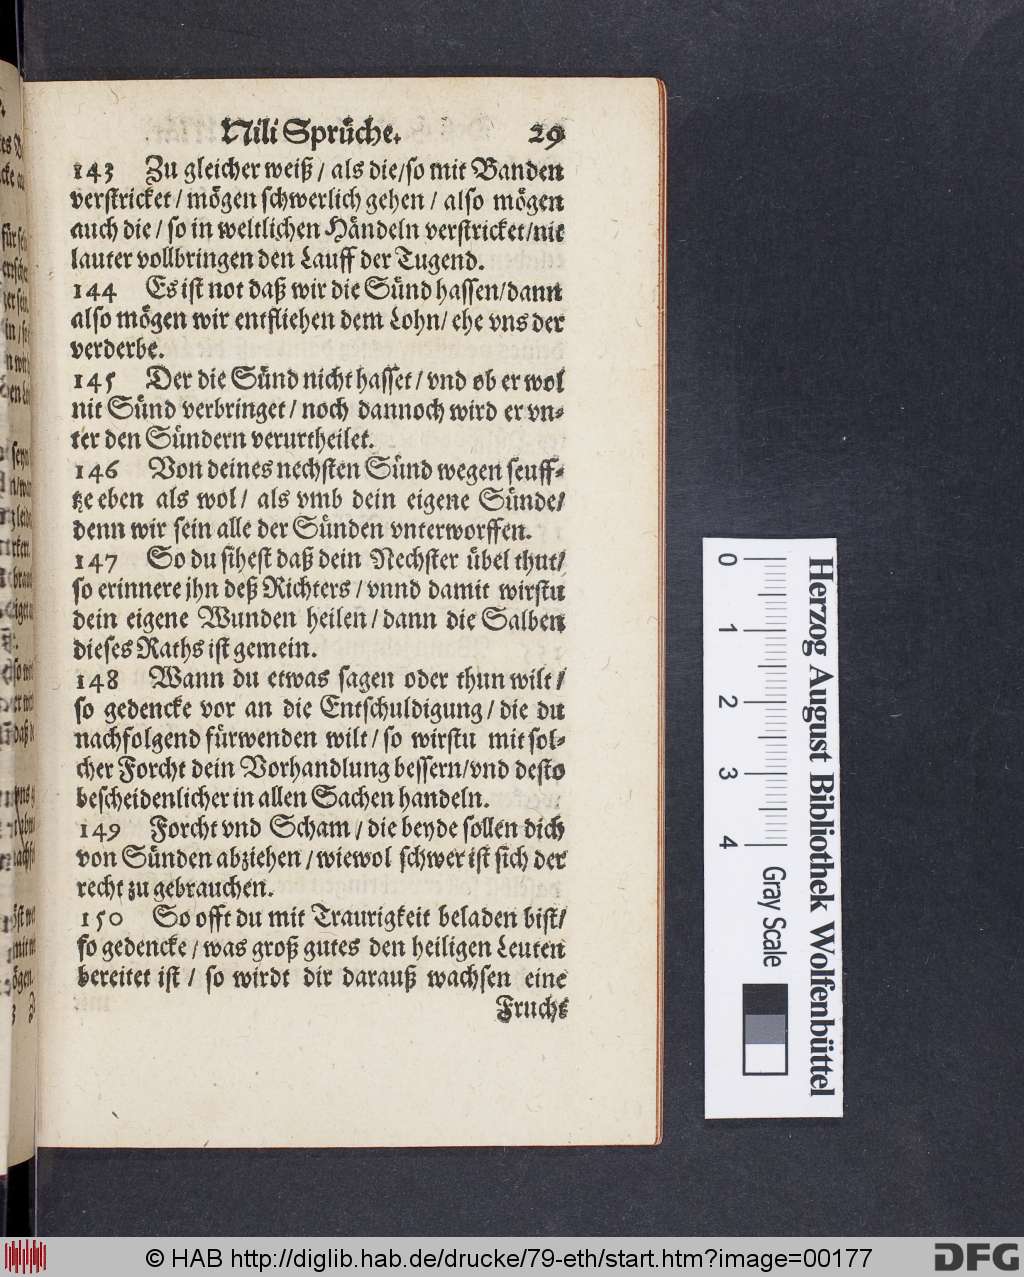 Nili Sprüche. 29
143 Zu gleicher weiß / als die/so mit Banden
verstricket / mögen schwerlich gehen / also mögen
auch die / so in weltlichen Händeln verstricket/nit
lauter vollbringen den Lauff der Tugend.
144 Es ist not daß wir die Sünd hassen/dann
also mögen wir entfliehen dem Lohn/ ehe vns der
verderbe.
145 Der die Sünd nicht hasset / vnd ob er wol
nit Sünd verbringet / noch dannoch wird er vn-
ter den Sündern verurtheilet.
146 Von deines nechsten Sünd wegen seuff-
tze eben als wol / als vmb dein eigene Sünde/
denn wir sein alle der Sünden vnterworffen.
147 So du sihest daß dein Nechster übel thut/
so erinnere jhn deß Richters / vnnd damit wirstu
dein eigene Wunden heilen / dann die Salben
dieses Raths ist gemein.
148 Wann du etwas sagen oder thun wilt /
so gedencke vor an die Entschuldigung / die du
nachfolgend fürwenden wilt / so wirstu mit sol-
cher Forcht dein Vorhandlung bessern/vnd desto
bescheidenlicher in allen Sachen handeln.
149 Forcht vnd Scham / die beyde sollen dich
von Sünden abziehen / wiewol schwer ist sich der
recht zu gebrauchen.
150 So offt du mit Traurigkeit beladen bist/
so gedencke / was groß gutes den heiligen Leuten
bereitet ist / so wirdt dir darauß wachsen eine
Frucht
0 1 2 3 4
Gray Scale
Herzog August Bibliothek Wolfenbüttel
© HAB http://diglib.hab.de/drucke/79-eth/start.htm?image=00177
DFG